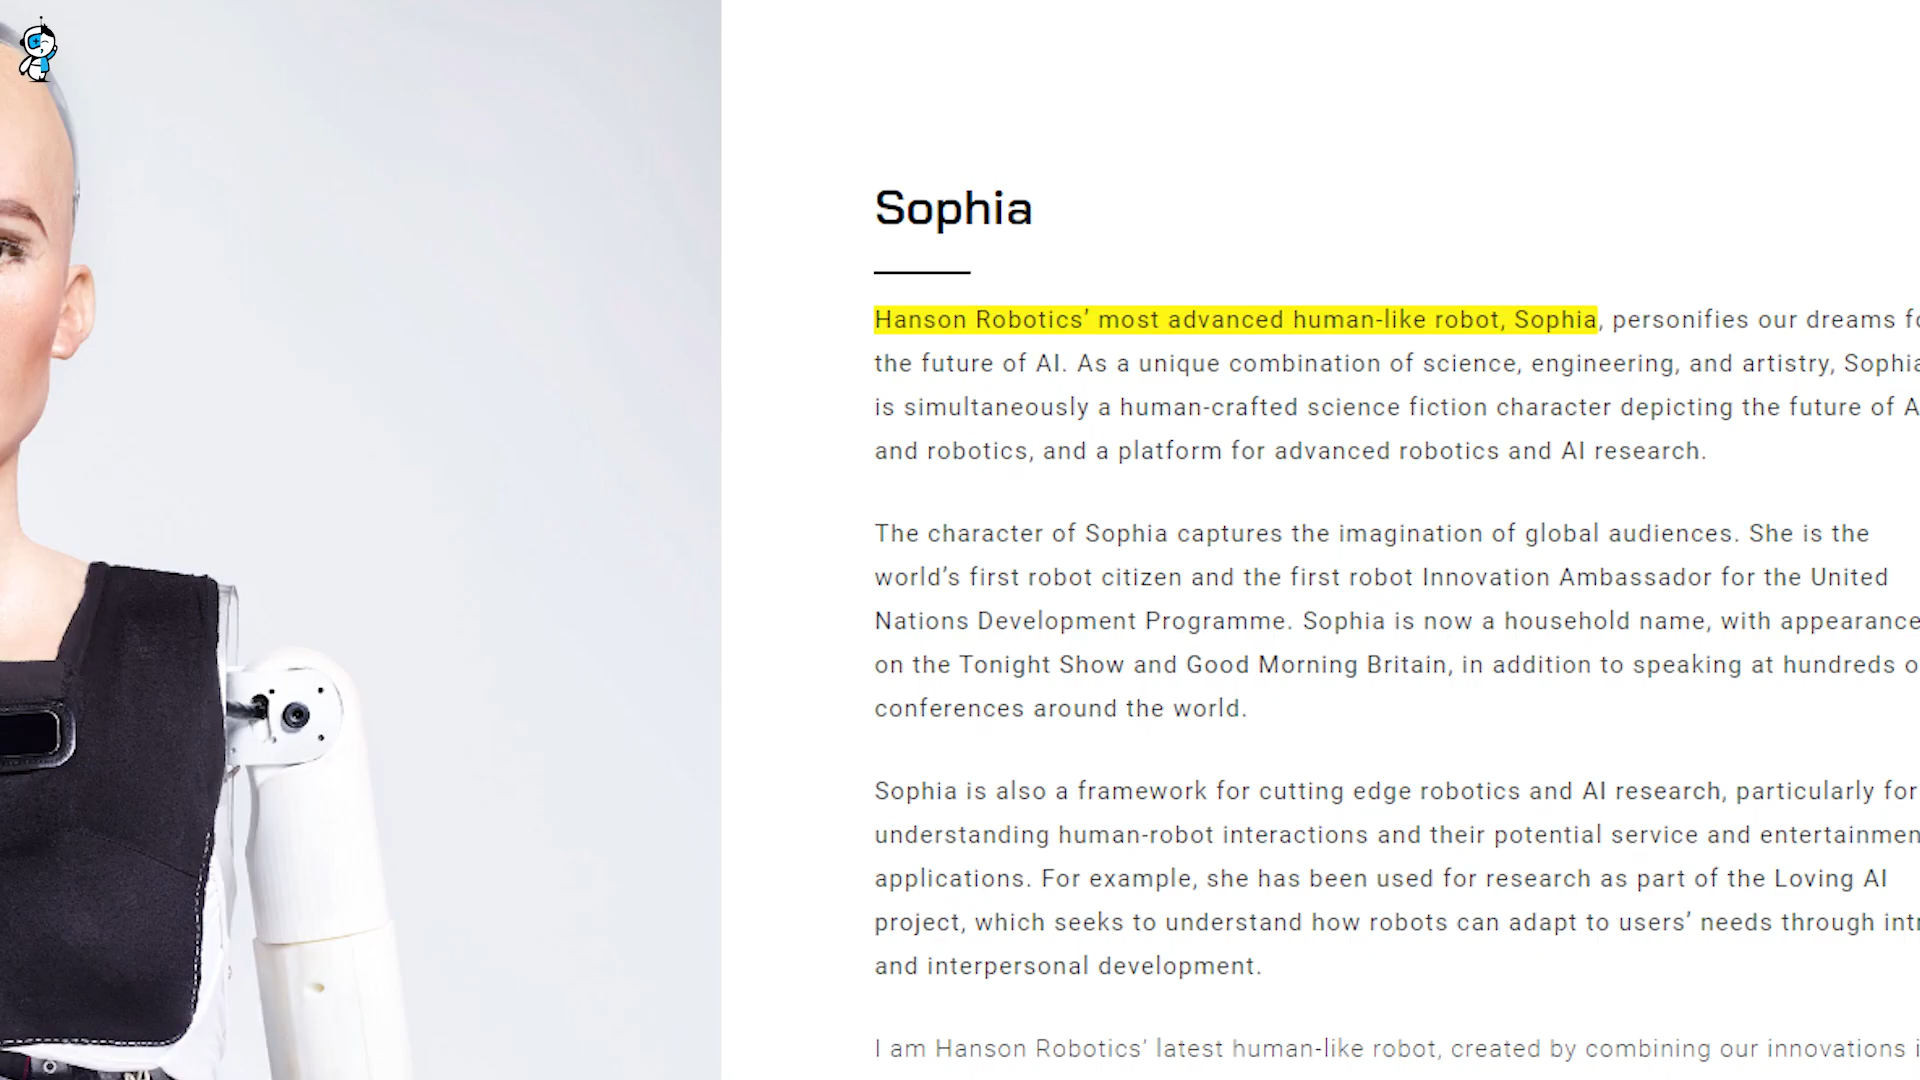 Sophia
Hanson Robotics’ most advanced human-like robot, Sophia, personifies our dreams
the future of AI. As a unique combination of science, engineering, and artistry, Sophia
is simultaneously a human-crafted science fiction character depicting the future of
and robotics, and a platform for advanced robotics and AI research.
The character of Sophia captures the imagination of global audiences. She is the
world’s first robot citizen and the first robot Innovation Ambassador for the United
Nations Development Programme. Sophia is now a household name, with appearance
on the Tonight Show and Good Morning Britain, in addition to speaking at hundreds
conferences around the world.
Sophia is also a framework for cutting edge robotics and AI research, particularly for
understanding human-robot interactions and their potential service and entertainmen
applications. For example, she has been used for research as part of the Loving AI
project, which seeks to understand how robots can adapt to users’ needs through
and interpersonal development.
I am Hanson Robotics’ latest human-like robot, created by combining our innovations